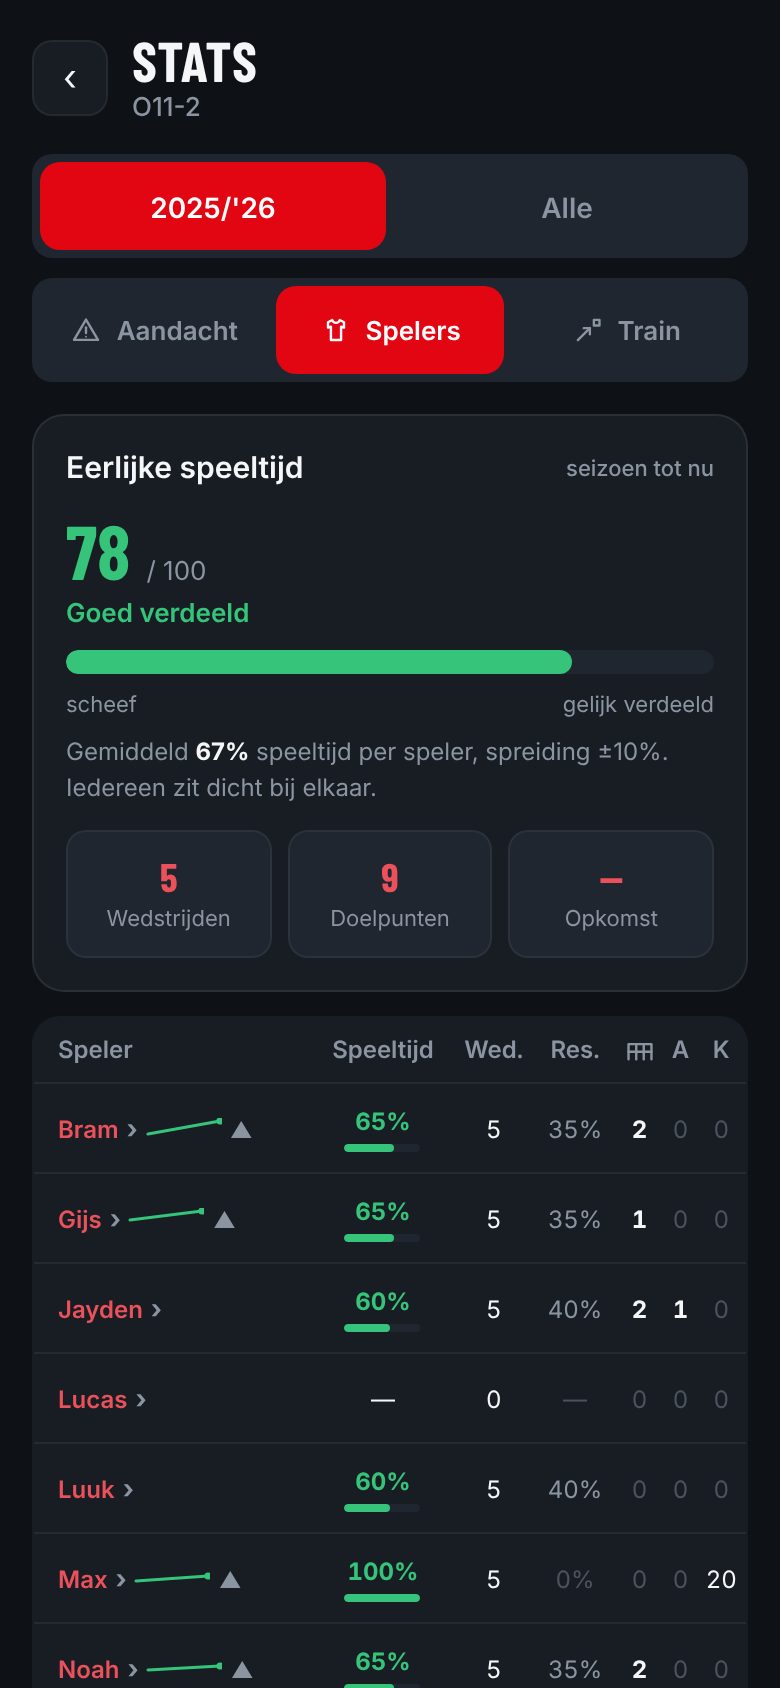 STATS
O11-2
2025/'26 Alle
Aandacht Spelers Train
Eerlijke speeltijd seizoen tot nu
78 / 100
Goed verdeeld
scheef gelijk verdeeld
Gemiddeld 67% speeltijd per speler, spreiding ±10%.
Iedereen zit dicht bij elkaar.
5 9 —
Wedstrijden Doelpunten Opkomst
Speler Speeltijd Wed. Res. A K
Bram › 65% 5 35% 2 0 0
Gijs › 65% 5 35% 1 0 0
Jayden › 60% 5 40% 2 1 0
Lucas › — 0 — 0 0 0
Luuk › 60% 5 40% 0 0 0
Max › 100% 5 0% 0 0 20
Noah › 65% 5 35% 2 0 0